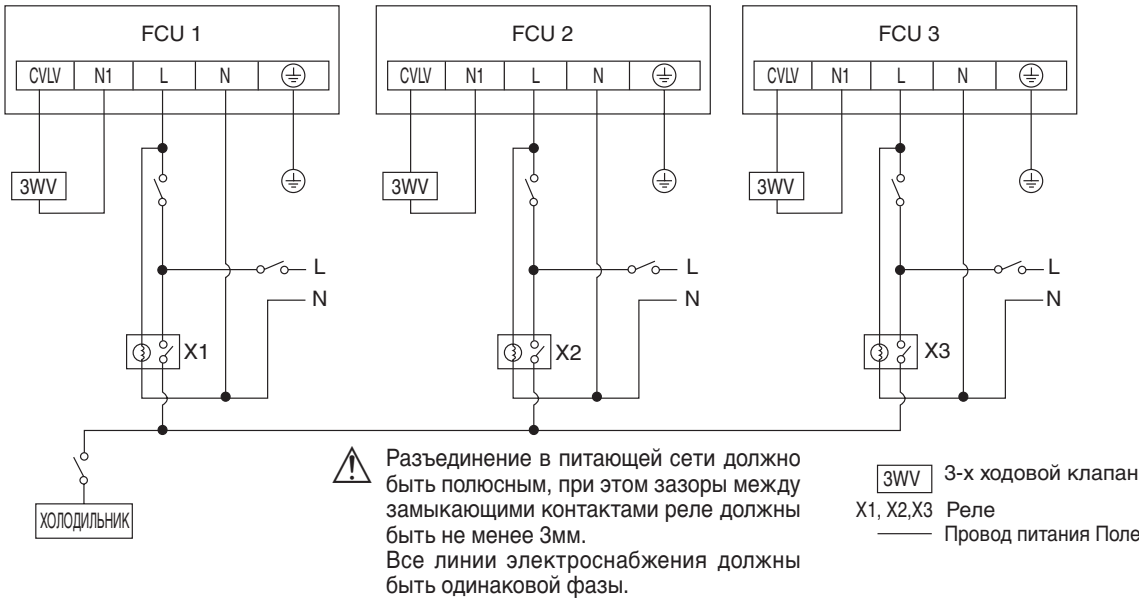 FCU 1
FCU 2
FCU 3
CVLV N1 L N
CVLV N1 L N
CVLV N1 L N
3WV
3WV
3WV
L
L
L
N
N
N
X1
X2
X3
ХОЛОДИЛЬНИК
Разъединение в питающей сети должно
быть полюсным, при этом зазоры между
замыкающими контактами реле должны
быть не менее 3мм.
Все линии электроснабжения должны
быть одинаковой фазы.
3WV 3-х ходовой клапан
X1, X2,X3 Реле
Провод питания Поле